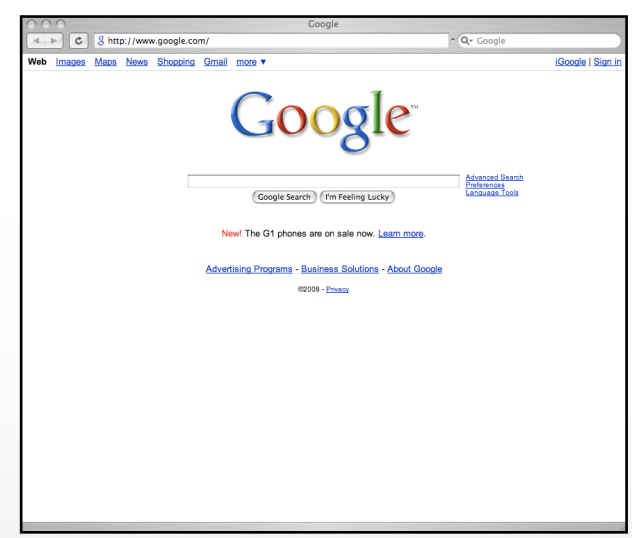 Google
http://www.google.com/ Google
Web Images Maps News Shopping Gmail more ▼ iGoogle | Sign in
Google™
Advanced Search
Preferences
Language Tools
Google Search I'm Feeling Lucky
New! The G1 phones are on sale now. Learn more.
Advertising Programs - Business Solutions - About Google
©2008 - Privacy